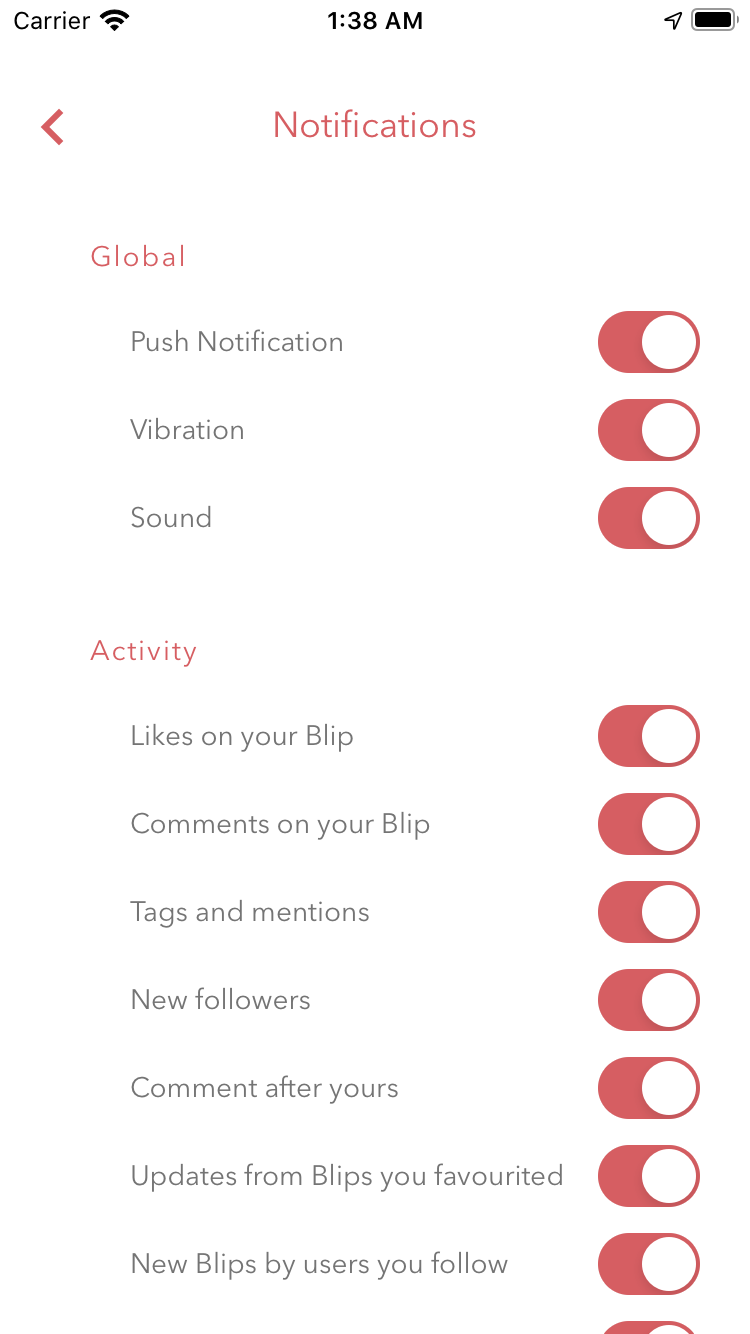 Carrier 1:38 AM
Notifications
Global
Push Notification
Vibration
Sound
Activity
Likes on your Blip
Comments on your Blip
Tags and mentions
New followers
Comment after yours
Updates from Blips you favourited
New Blips by users you follow